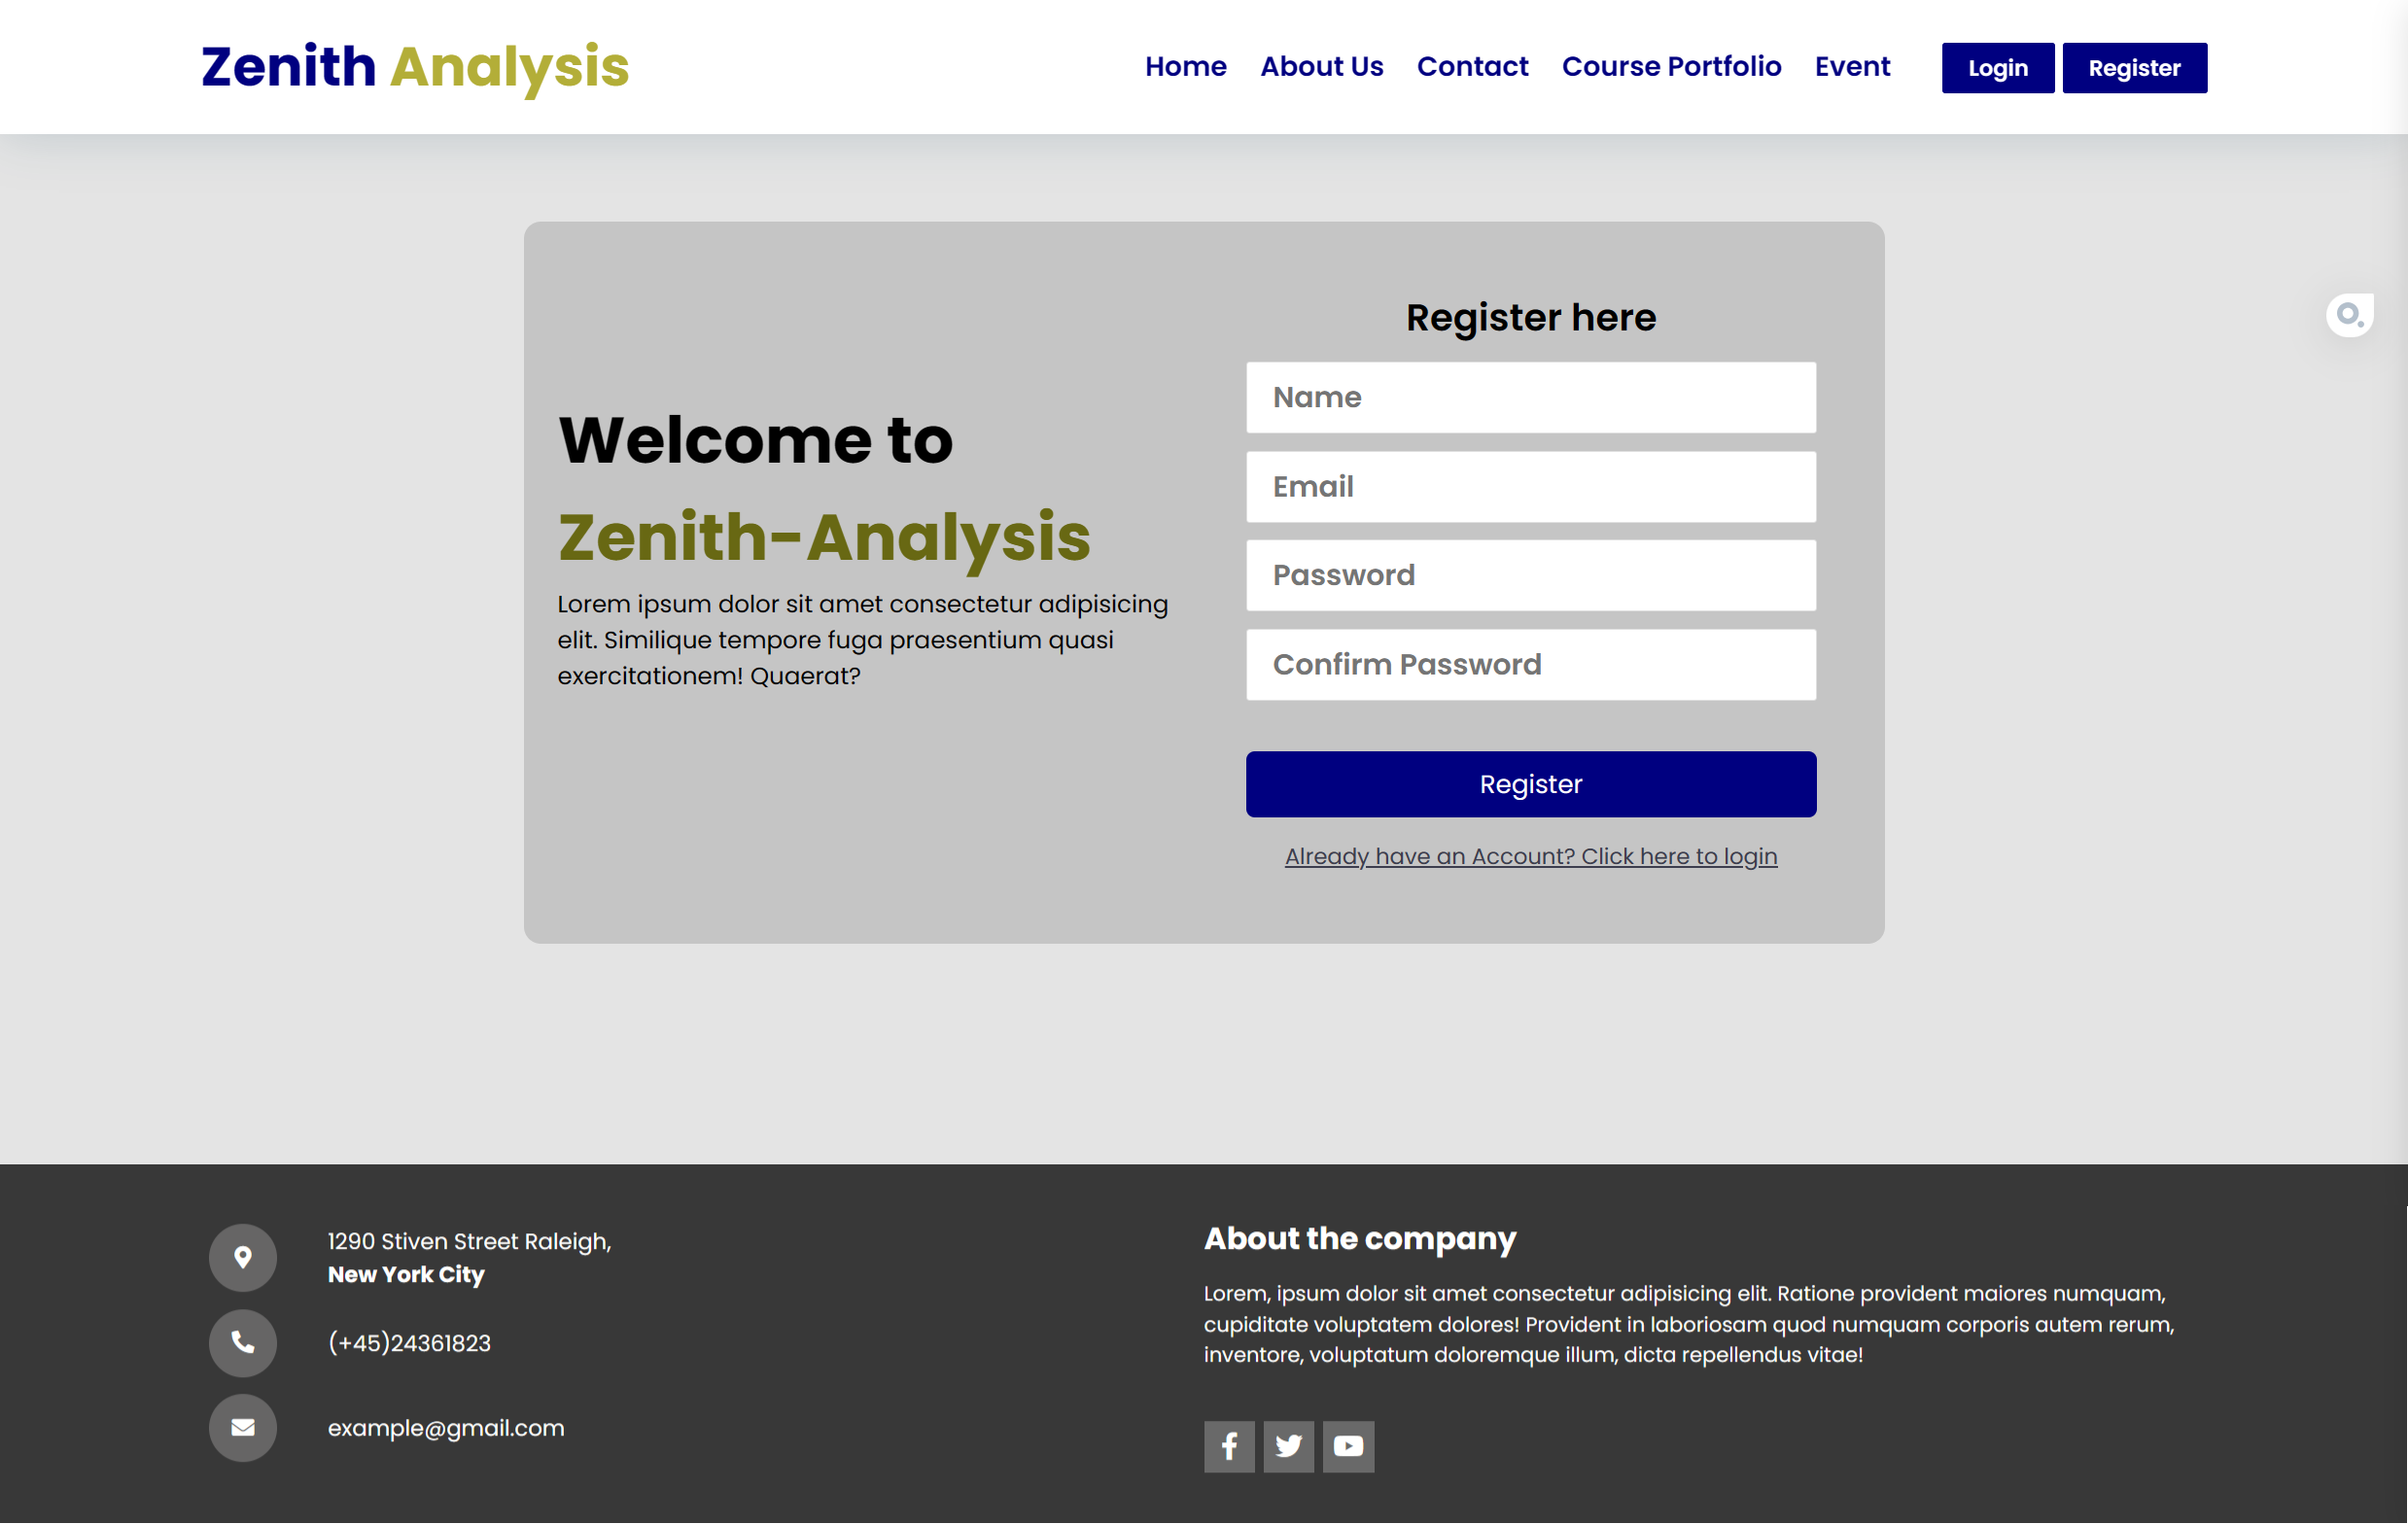 Zenith Analysis
Home About Us Contact Course Portfolio Event Login Register
Welcome to
Zenith-Analysis
Lorem ipsum dolor sit amet consectetur adipisicing
elit. Similique tempore fuga praesentium quasi
exercitationem! Quaerat?
Register here
Name
Email
Password
Confirm Password
Register
Already have an Account? Click here to login
1290 Stiven Street Raleigh,
New York City
(+45)24361823
example@gmail.com
About the company
Lorem, ipsum dolor sit amet consectetur adipisicing elit. Ratione provident maiores numquam,
cupiditate voluptatem dolores! Provident in laboriosam quod numquam corporis autem rerum,
inventore, voluptatum doloremque illum, dicta repellendus vitae!